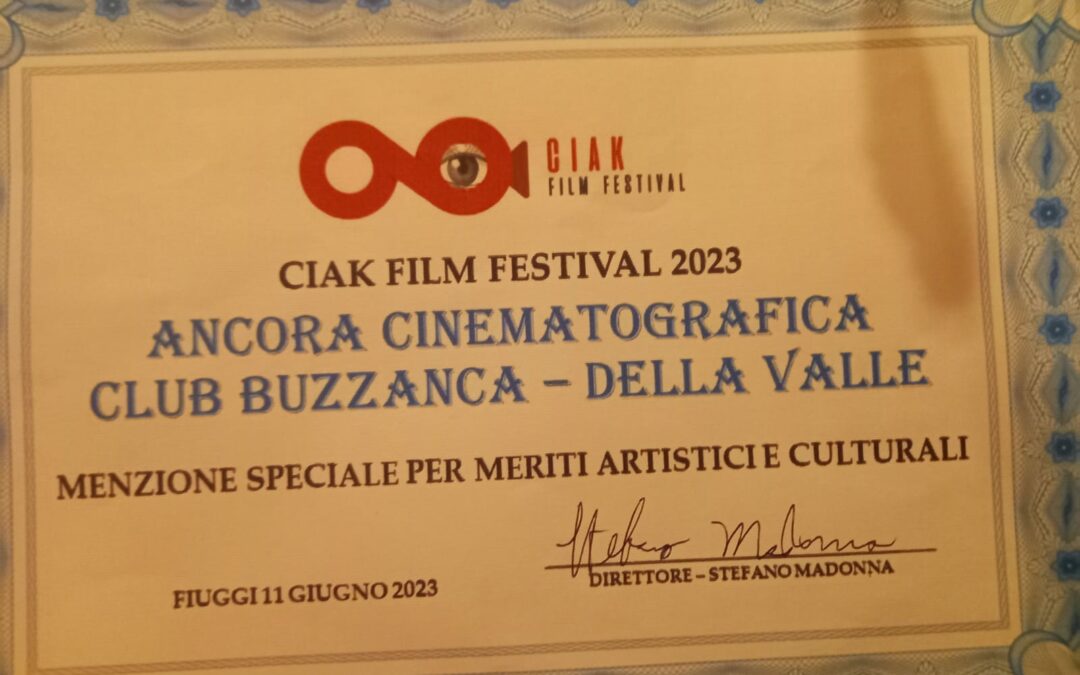 CIAK
FILM FESTIVAL
CIAK FILM FESTIVAL 2023
ANCORA CINEMATOGRAFICA
CLUB BUZZANCA – DELLA VALLE
MENZIONE SPECIALE PER MERITI ARTISTICI E CULTURALI
Stefano Madonna
DIRETTORE – STEFANO MADONNA
FIUGGI 11 GIUGNO 2023